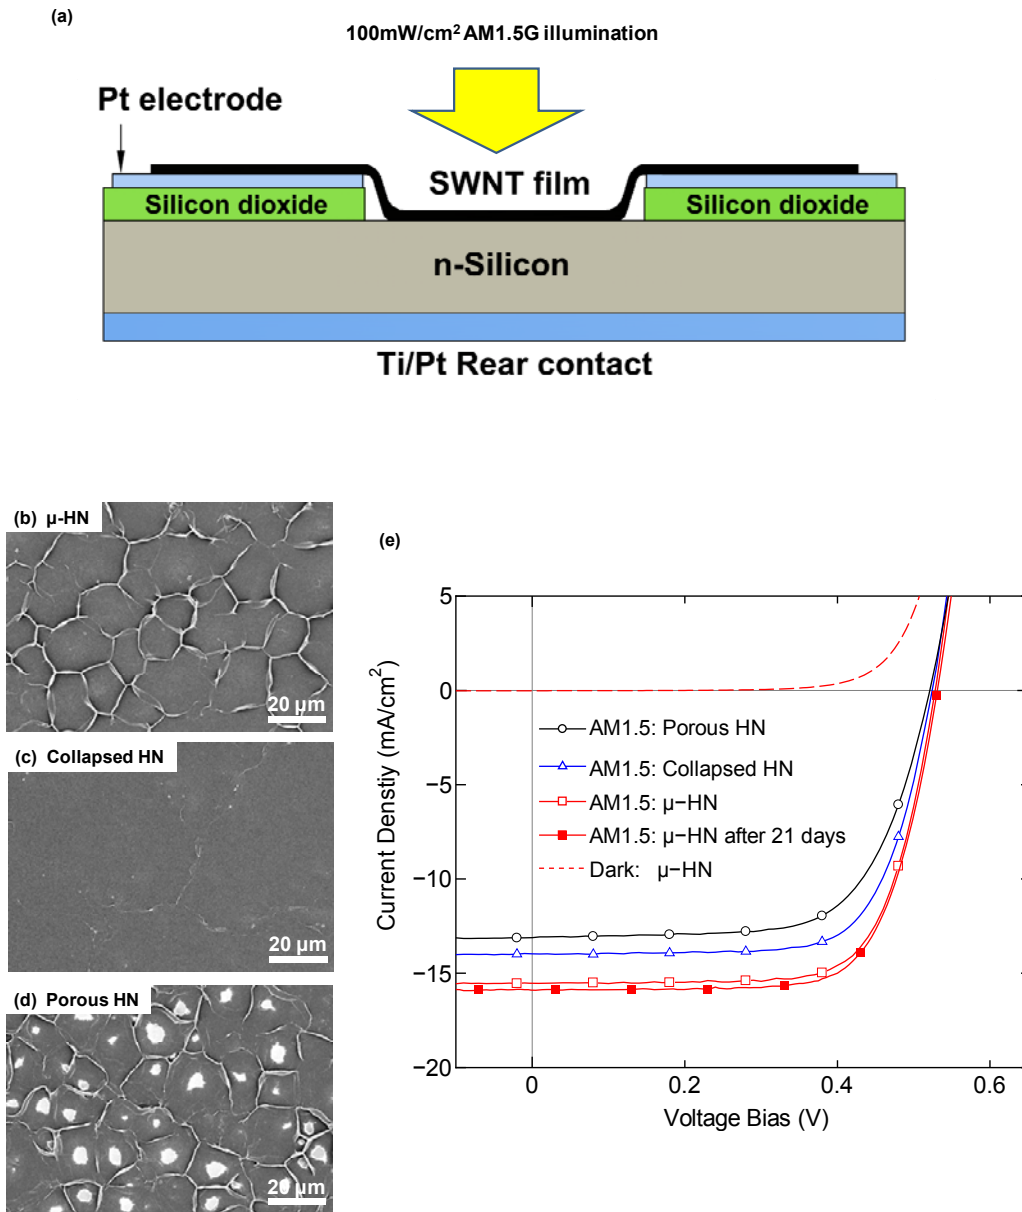 (a)
100mW/cm² AM1.5G illumination
Pt electrode
SWNT film
Silicon dioxide
Silicon dioxide
n-Silicon
Ti/Pt Rear contact
(b) μ-HN
20 μm
(c) Collapsed HN
20 μm
(d) Porous HN
20 μm
(e)
5
0
−5
−10
−15
−20
Current Denstiy (mA/cm²)
AM1.5: Porous HN
AM1.5: Collapsed HN
AM1.5: μ−HN
AM1.5: μ−HN after 21 days
Dark: μ−HN
0
0.2
0.4
0.6
Voltage Bias (V)